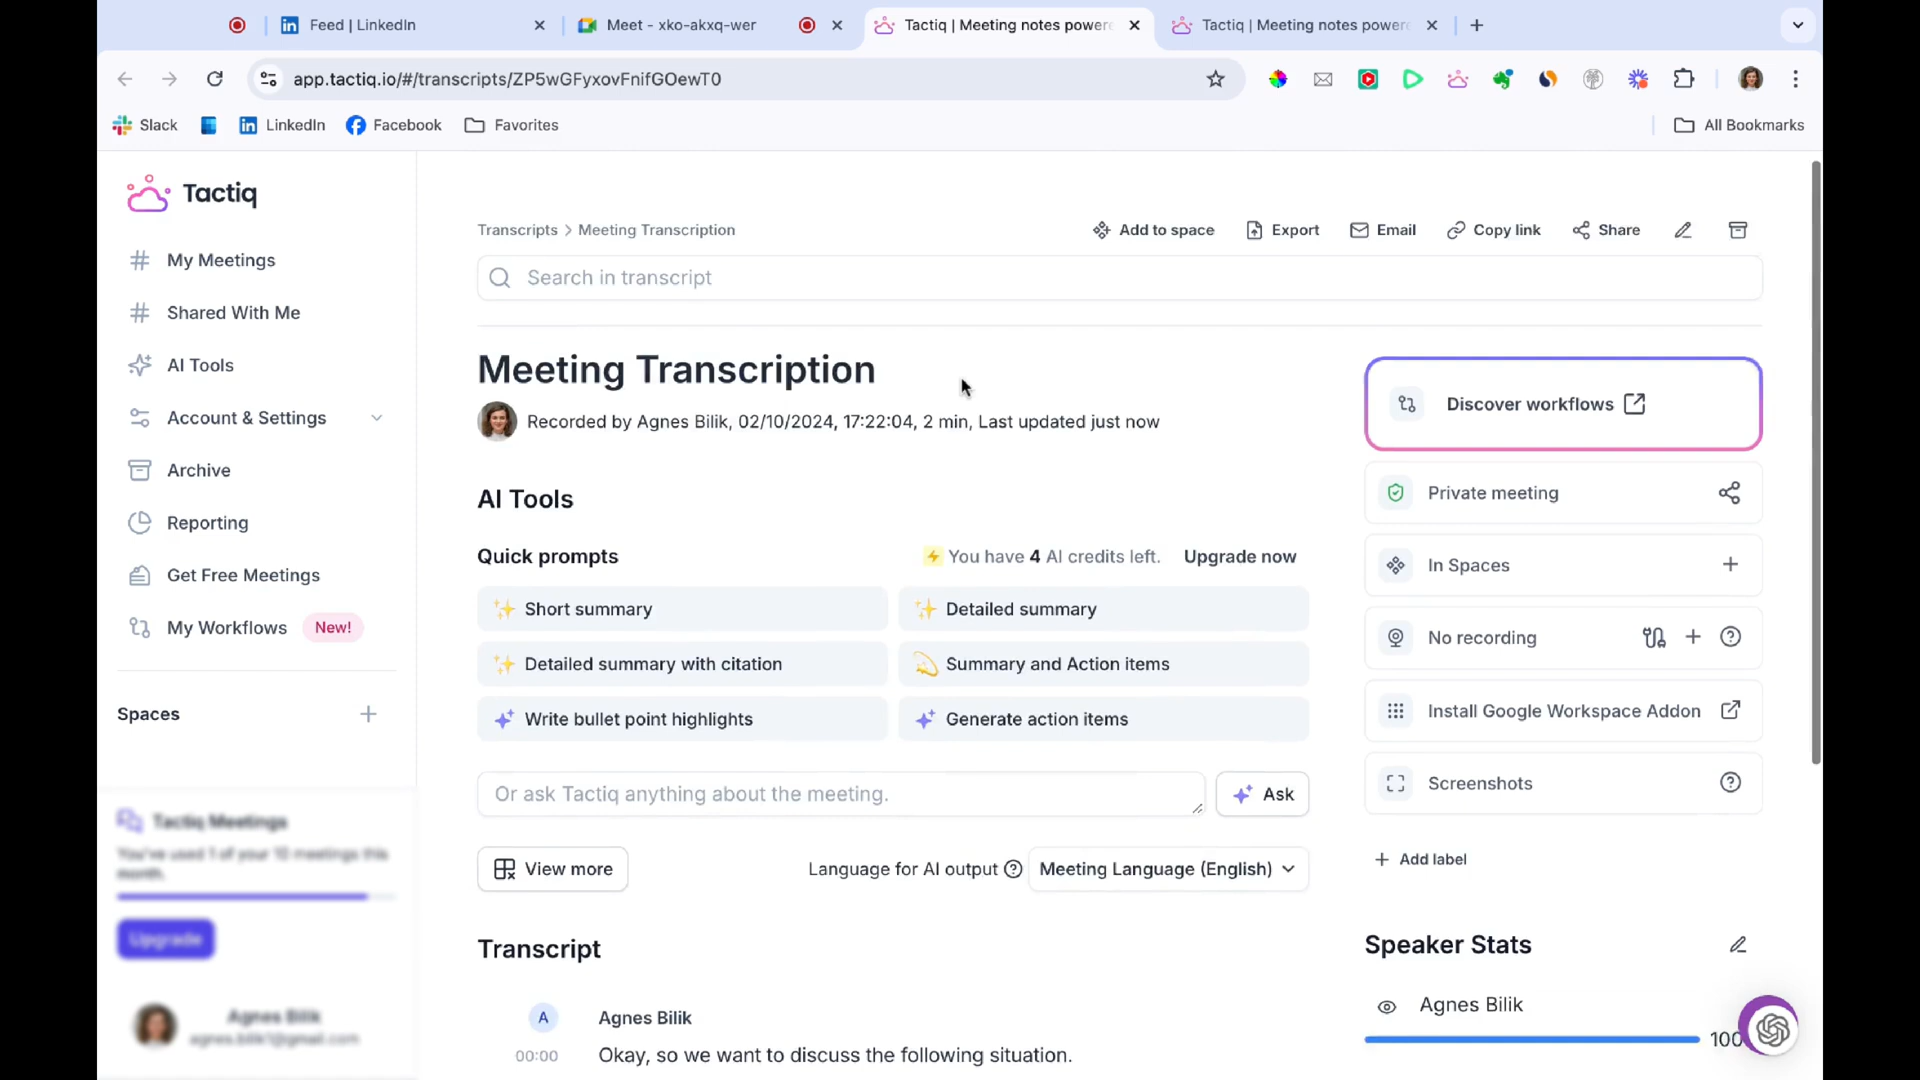 Feed | LinkedIn
Meet - xko-akxq-wer
Tactiq | Meeting notes power
Tactiq | Meeting notes power
app.tactiq.io/#/transcripts/ZP5wGFyxovFnifGOewT0
Slack
LinkedIn
Facebook
Favorites
All Bookmarks
Tactiq
My Meetings
Shared With Me
AI Tools
Account & Settings
Archive
Reporting
Get Free Meetings
My Workflows New!
Spaces
Tactiq Meetings
You've used 1 of your 10 meetings this
month.
Upgrade
Agnes Bilik
Transcripts > Meeting Transcription
Add to space
Export
Email
Copy link
Share
Search in transcript
Meeting Transcription
Recorded by Agnes Bilik, 02/10/2024, 17:22:04, 2 min, Last updated just now
AI Tools
Quick prompts
You have 4 AI credits left. Upgrade now
Short summary
Detailed summary
Detailed summary with citation
Summary and Action items
Write bullet point highlights
Generate action items
Or ask Tactiq anything about the meeting.
Ask
View more
Language for AI output
Meeting Language (English)
Transcript
A
Agnes Bilik
00:00
Okay, so we want to discuss the following situation.
Discover workflows
Private meeting
In Spaces
No recording
Install Google Workspace Addon
Screenshots
Add label
Speaker Stats
Agnes Bilik
100